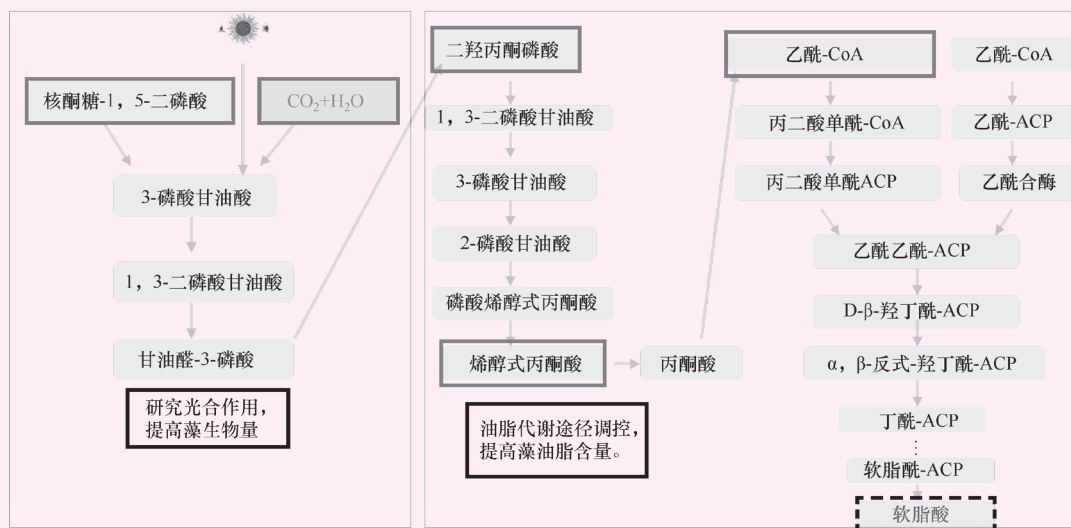 太
阳
核酮糖-1，5-二磷酸
CO₂+H₂O
3-磷酸甘油酸
1，3-二磷酸甘油酸
甘油醛-3-磷酸
研究光合作用，
提高藻生物量
二羟丙酮磷酸
1，3-二磷酸甘油酸
3-磷酸甘油酸
2-磷酸甘油酸
磷酸烯醇式丙酮酸
烯醇式丙酮酸
丙酮酸
油脂代谢途径调控，
提高藻油脂含量。
乙酰-CoA
丙二酸单酰-CoA
丙二酸单酰ACP
乙酰-CoA
乙酰-ACP
乙酰合酶
乙酰乙酰-ACP
D-β-羟丁酰-ACP
α，β-反式-羟丁酰-ACP
丁酰-ACP
软脂酰-ACP
软脂酸